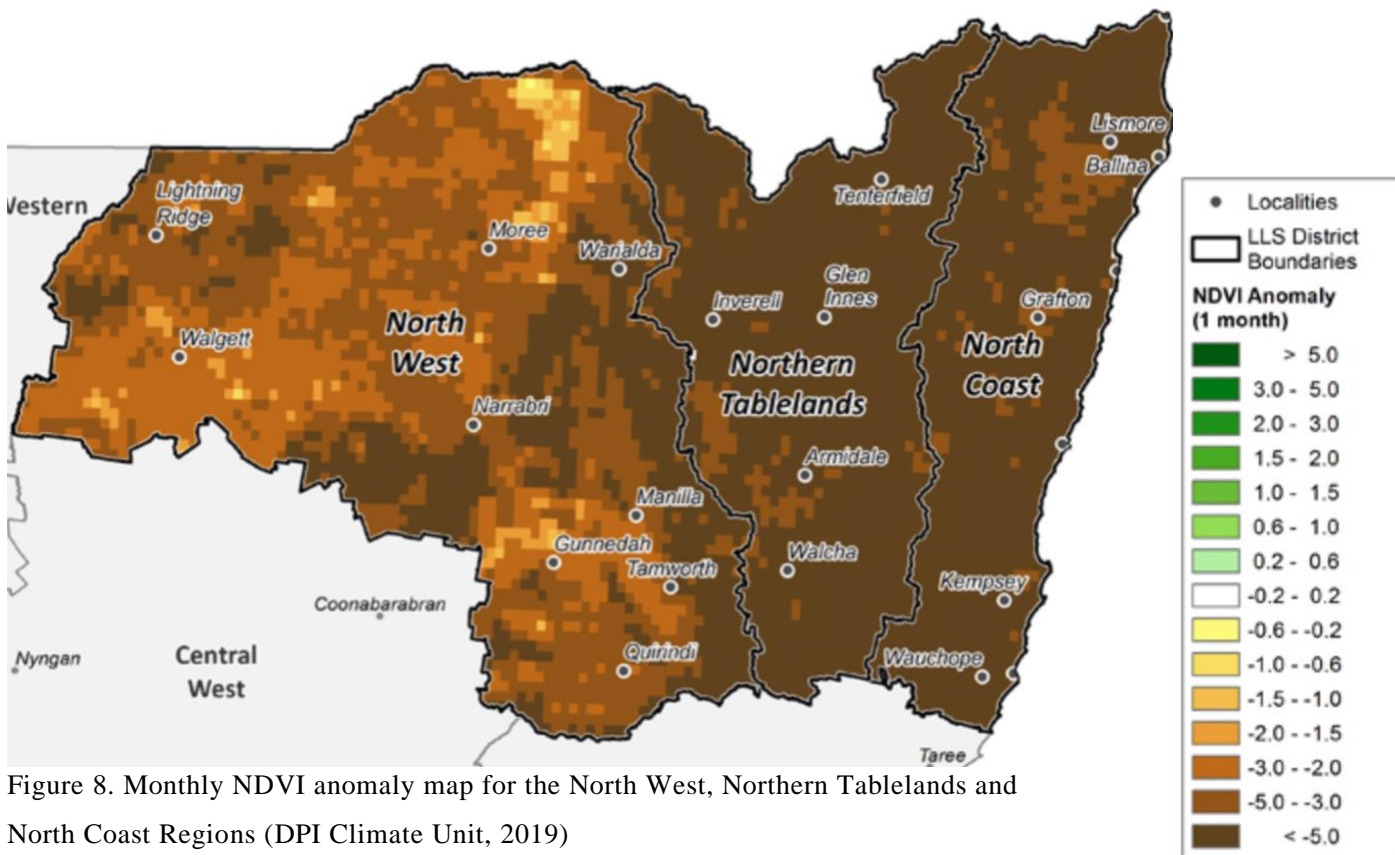 Western
Lightning
Ridge
Walgett
Moree
Warialda
North
West
Narrabri
Manilla
Gunnedah
Tamworth
Quirindi
Coonabarabran
Nyngan
Central
West
Tenterfield
Glen
Innes
Inverell
Northern
Tablelands
Armidale
Walcha
Lismore
Ballina
Grafton
North
Coast
Kempsey
Wauchope
Taree
Localities
LLS District
Boundaries
NDVI Anomaly
(1 month)
> 5.0
3.0 - 5.0
2.0 - 3.0
1.5 - 2.0
1.0 - 1.5
0.6 - 1.0
0.2 - 0.6
-0.2 - 0.2
-0.6 - -0.2
-1.0 - -0.6
-1.5 - -1.0
-2.0 - -1.5
-3.0 - -2.0
-5.0 - -3.0
< -5.0
Figure 8. Monthly NDVI anomaly map for the North West, Northern Tablelands and
North Coast Regions (DPI Climate Unit, 2019)